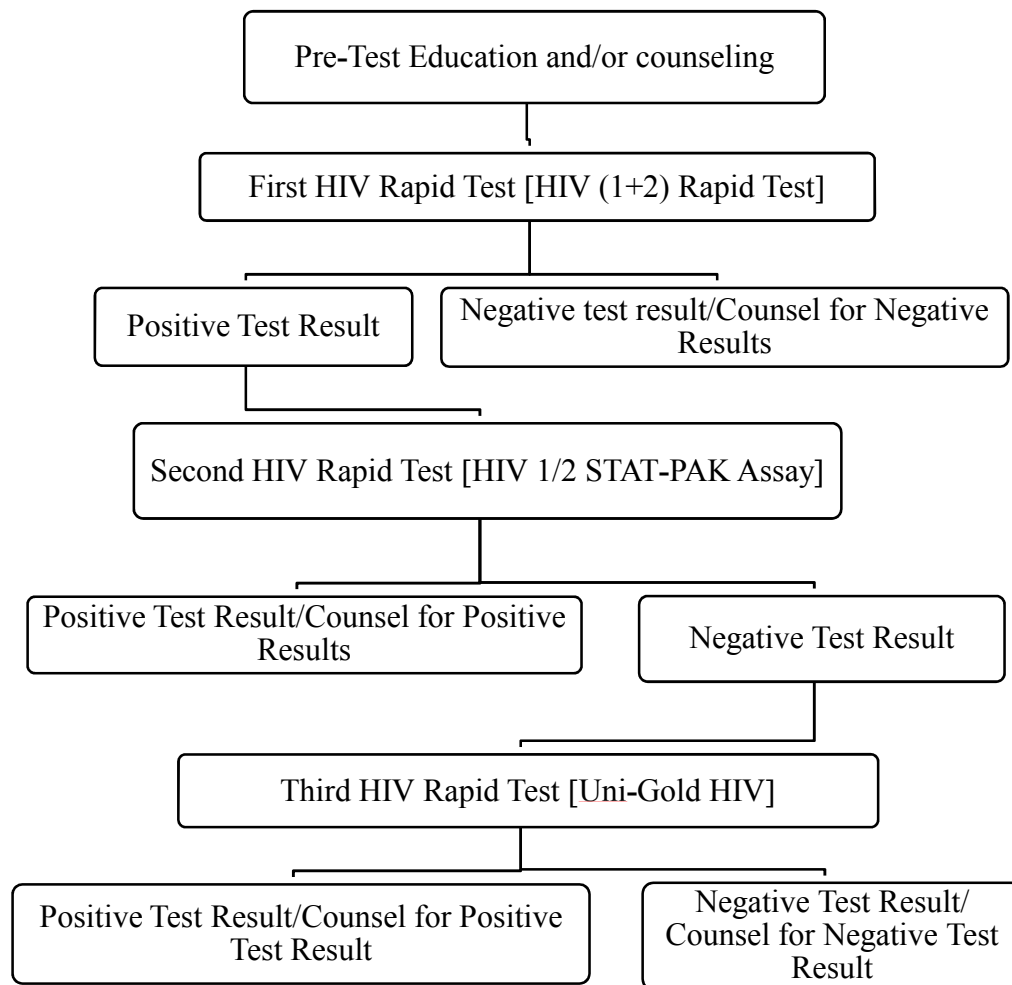 Pre-Test Education and/or counseling
First HIV Rapid Test [HIV (1+2) Rapid Test]
Positive Test Result
Negative test result/Counsel for Negative
Results
Second HIV Rapid Test [HIV 1/2 STAT-PAK Assay]
Positive Test Result/Counsel for Positive
Results
Negative Test Result
Third HIV Rapid Test [Uni-Gold HIV]
Positive Test Result/Counsel for Positive
Test Result
Negative Test Result/
Counsel for Negative Test
Result